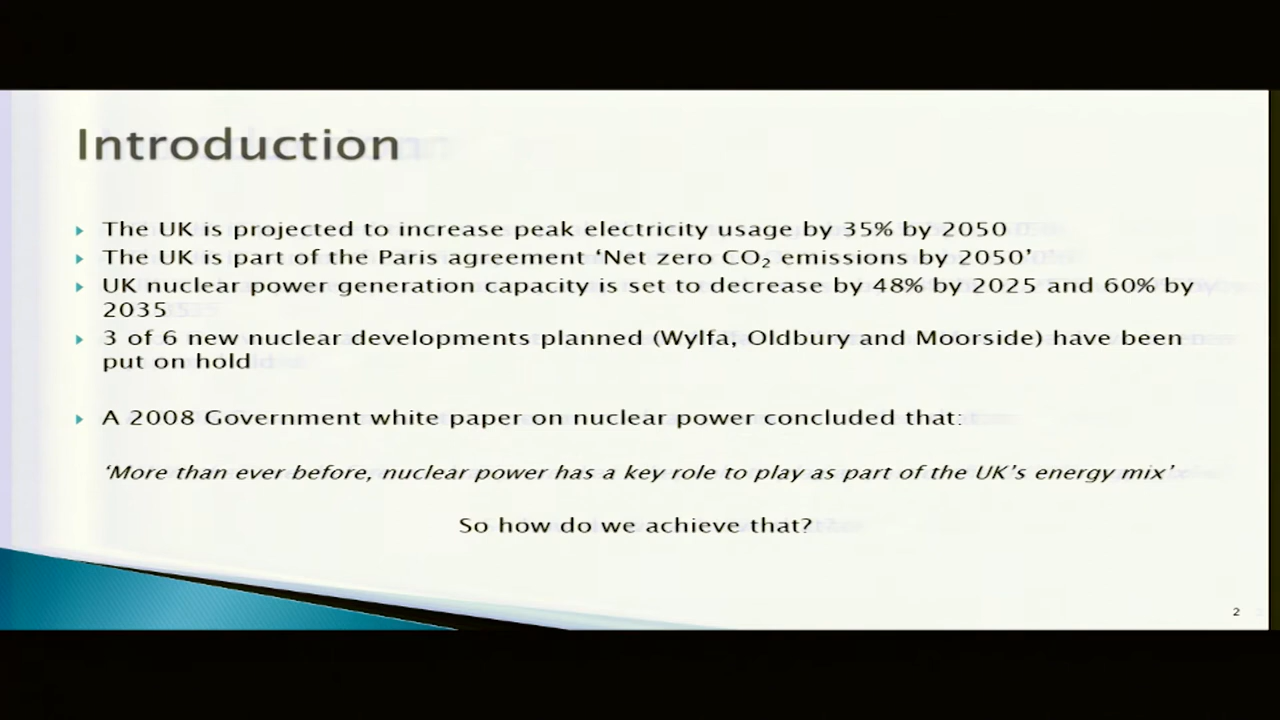 Introduction
The UK is projected to increase peak electricity usage by 35% by 2050
The UK is part of the Paris agreement ‘Net zero CO₂ emissions by 2050’
UK nuclear power generation capacity is set to decrease by 48% by 2025 and 60% by
2035
3 of 6 new nuclear developments planned (Wylfa, Oldbury and Moorside) have been
put on hold
A 2008 Government white paper on nuclear power concluded that:
‘More than ever before, nuclear power has a key role to play as part of the UK’s energy mix’
So how do we achieve that?
2